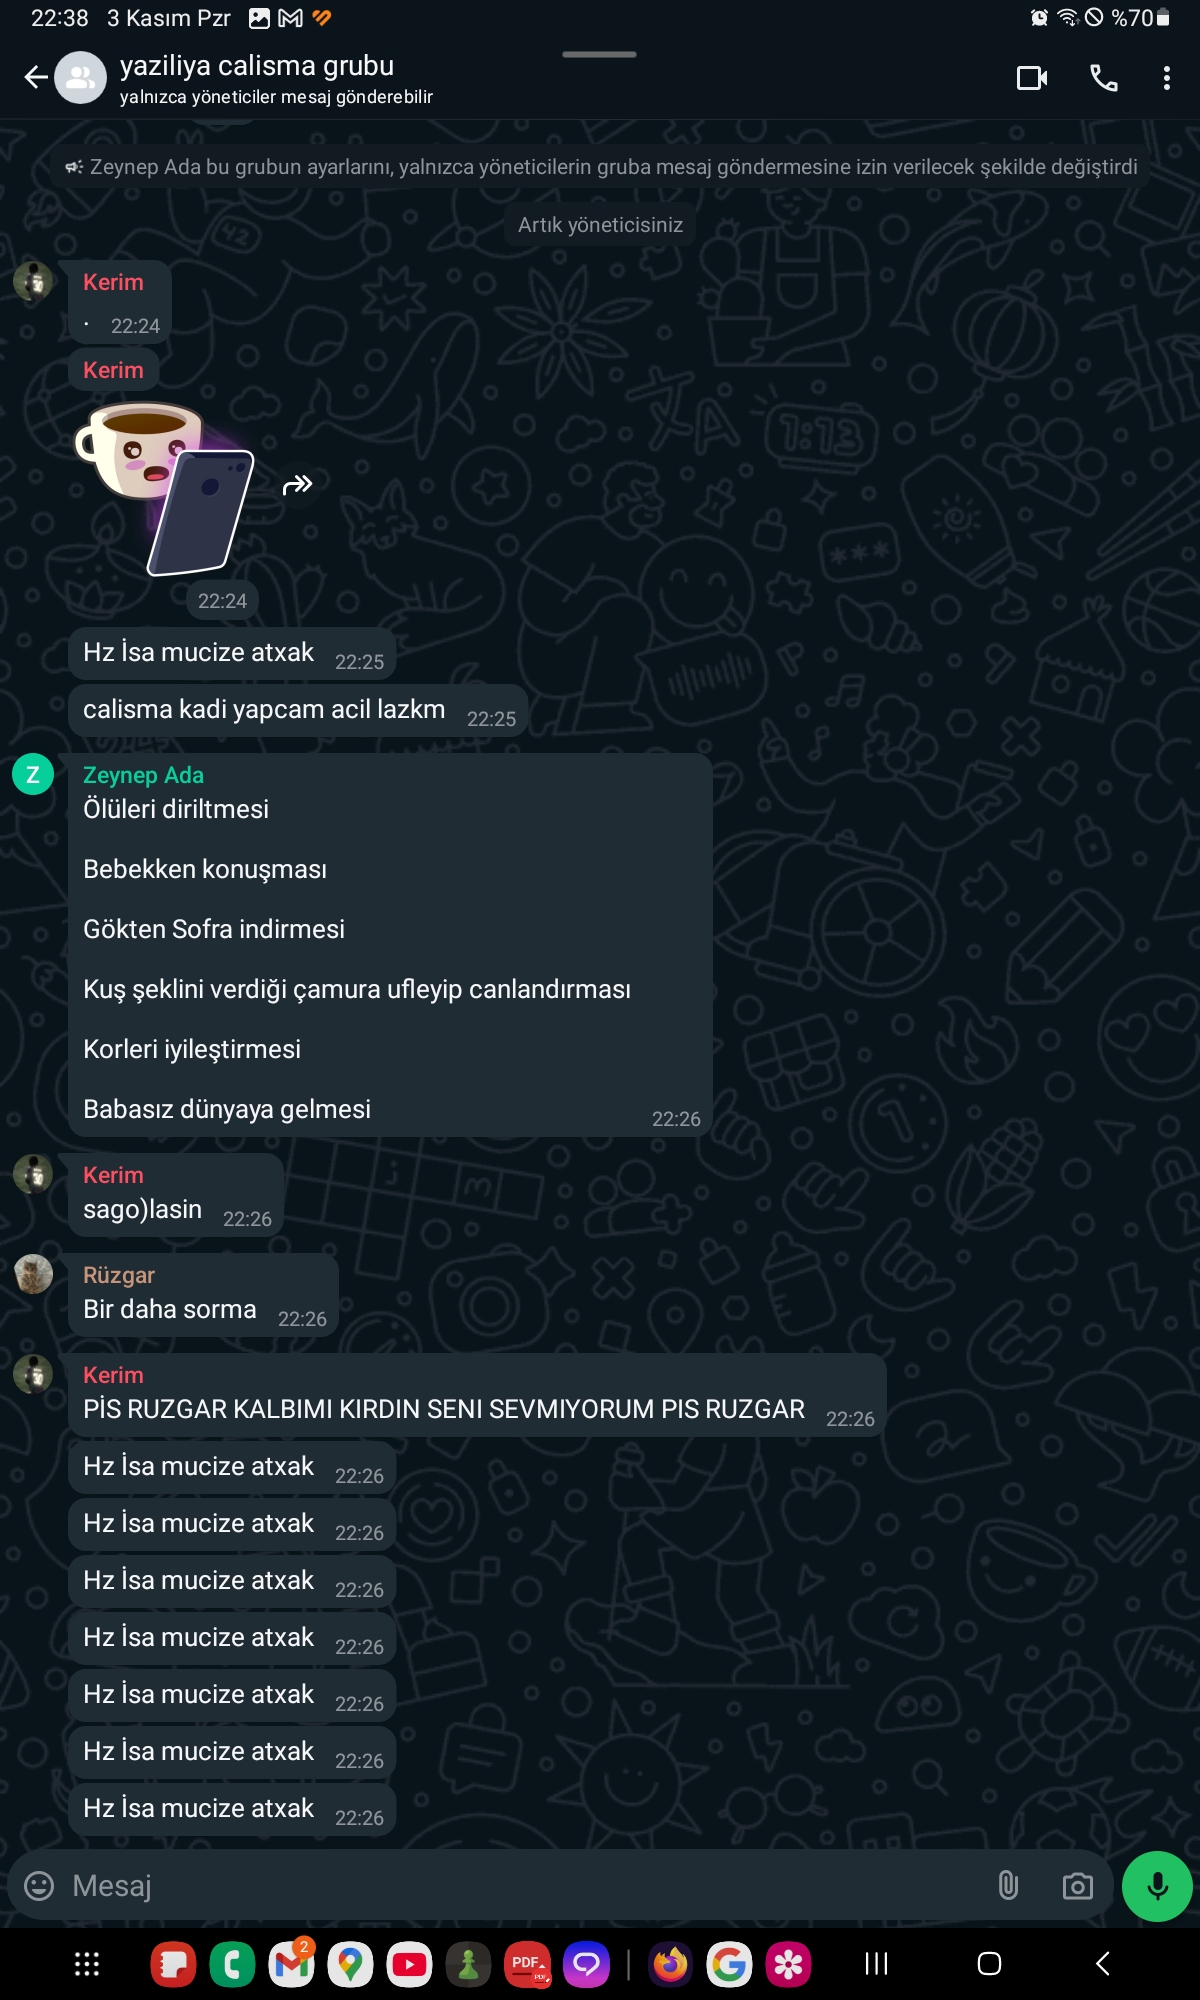 22:38 3 Kasım Pzr %70
yaziliya calisma grubu
yalnızca yöneticiler mesaj gönderebilir
Zeynep Ada bu grubun ayarlarını, yalnızca yöneticilerin gruba mesaj göndermesine izin verilecek şekilde değiştirdi
Artık yöneticisiniz
Kerim
. 22:24
Kerim
22:24
Hz İsa mucize atxak 22:25
calisma kadi yapcam acil lazkm 22:25
Z Zeynep Ada
Ölüleri diriltmesi
Bebekken konuşması
Gökten Sofra indirmesi
Kuş şeklini verdiği çamura ufleyip canlandırması
Korleri iyileştirmesi
Babasız dünyaya gelmesi 22:26
Kerim
sago)lasin 22:26
Rüzgar
Bir daha sorma 22:26
Kerim
PİS RUZGAR KALBIMI KIRDIN SENI SEVMIYORUM PIS RUZGAR 22:26
Hz İsa mucize atxak 22:26
Hz İsa mucize atxak 22:26
Hz İsa mucize atxak 22:26
Hz İsa mucize atxak 22:26
Hz İsa mucize atxak 22:26
Hz İsa mucize atxak 22:26
Hz İsa mucize atxak 22:26
Mesaj
2
PDF